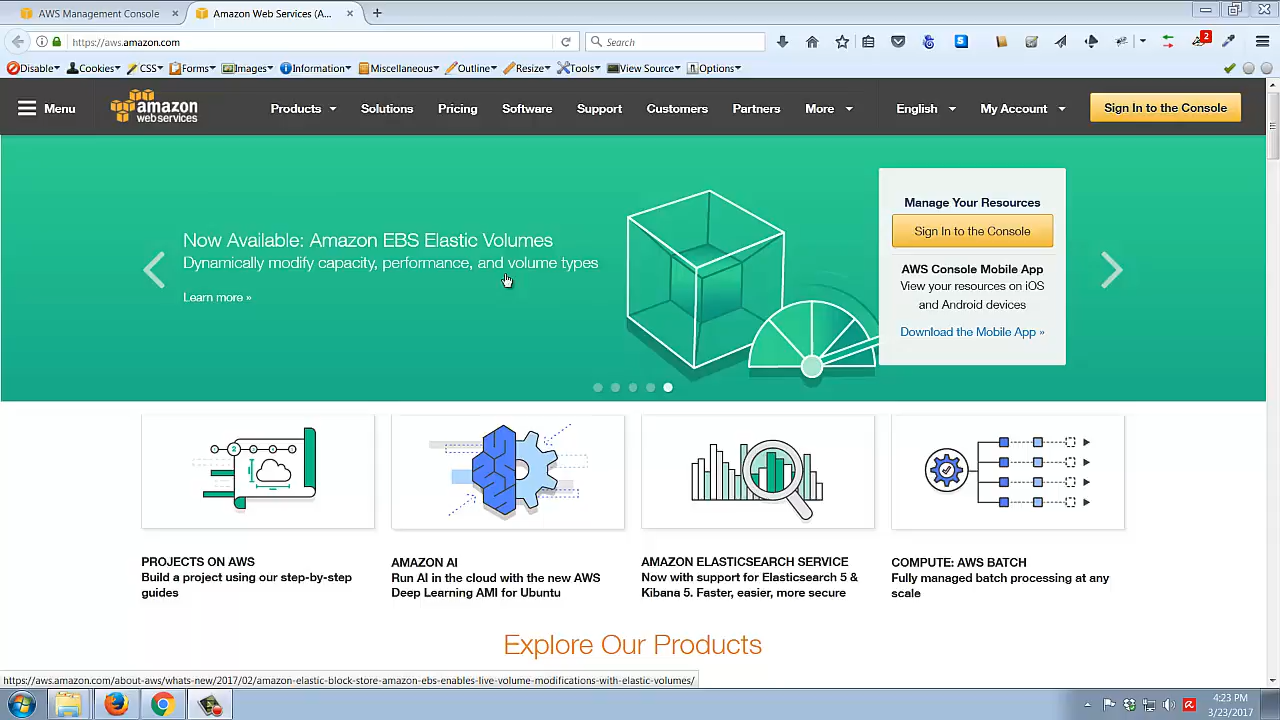 AWS Management Console
Amazon Web Services (A...
https://aws.amazon.com
Search
2
Disable
Cookies
CSS
Forms
Images
Information
Miscellaneous
Outline
Resize
Tools
View Source
Options
Menu
amazon
web services
Products
Solutions
Pricing
Software
Support
Customers
Partners
More
English
My Account
Sign In to the Console
Now Available: Amazon EBS Elastic Volumes
Dynamically modify capacity, performance, and volume types
Learn more »
Manage Your Resources
Sign In to the Console
AWS Console Mobile App
View your resources on iOS
and Android devices
Download the Mobile App »
2
PROJECTS ON AWS
Build a project using our step-by-step
guides
AMAZON AI
Run AI in the cloud with the new AWS
Deep Learning AMI for Ubuntu
AMAZON ELASTICSEARCH SERVICE
Now with support for Elasticsearch 5 &
Kibana 5. Faster, easier, more secure
COMPUTE: AWS BATCH
Fully managed batch processing at any
scale
Explore Our Products
https://aws.amazon.com/about-aws/whats-new/2017/02/amazon-elastic-block-store-amazon-ebs-enables-live-volume-modifications-with-elastic-volumes/
4:23 PM
3/23/2017